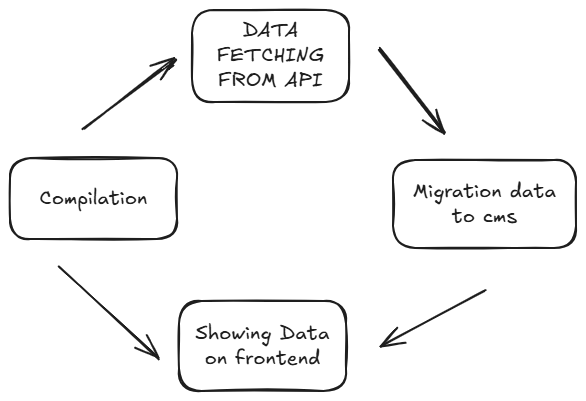 DATA
FETCHING
FROM API
Compilation
Migration data
to cms
Showing Data
on frontend